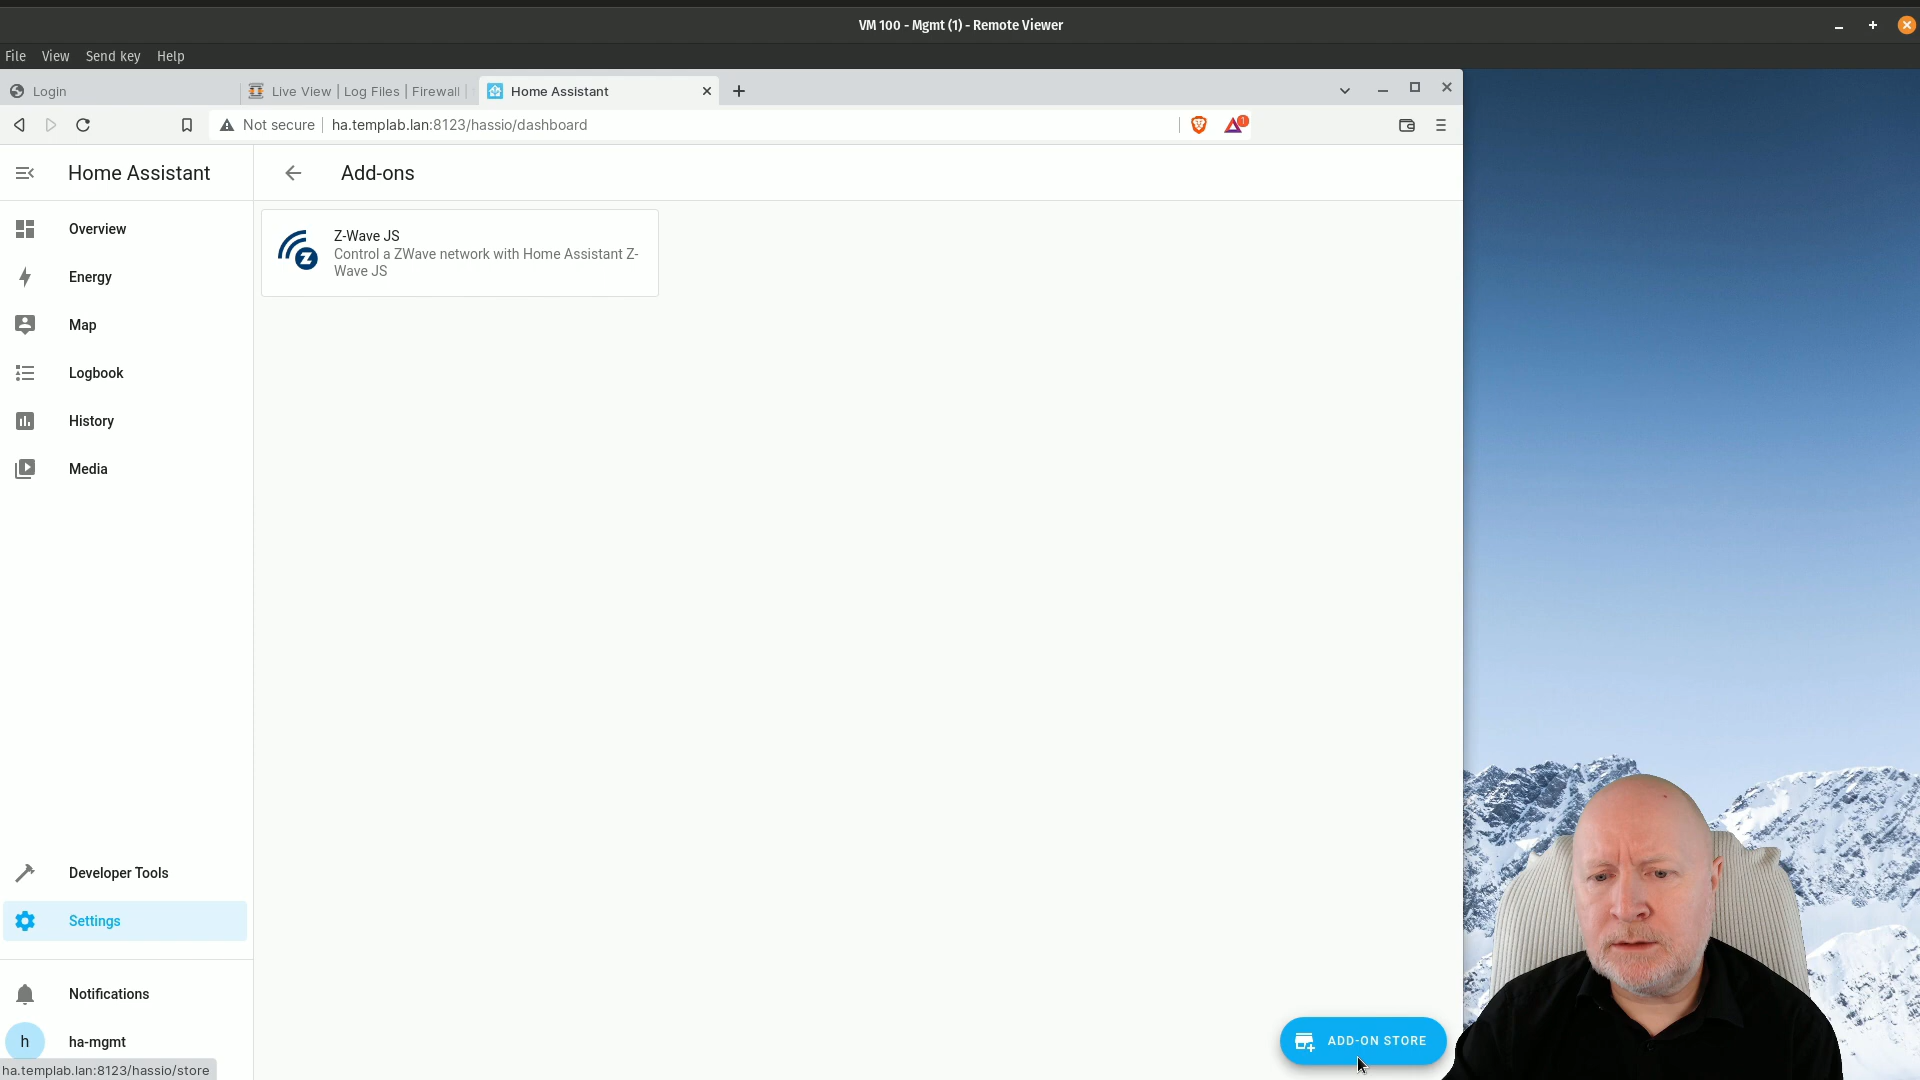 VM 100 - Mgmt (1) - Remote Viewer
File View Send key Help
Login
Live View | Log Files | Firewall |
Home Assistant
Not secure
ha.templab.lan:8123/hassio/dashboard
1
Home Assistant
Add-ons
Overview
Energy
Map
Logbook
History
Media
Z-Wave JS
Control a ZWave network with Home Assistant Z-
Wave JS
Developer Tools
Settings
Notifications
h
ha-mgmt
ADD-ON STORE
ha.templab.lan:8123/hassio/store